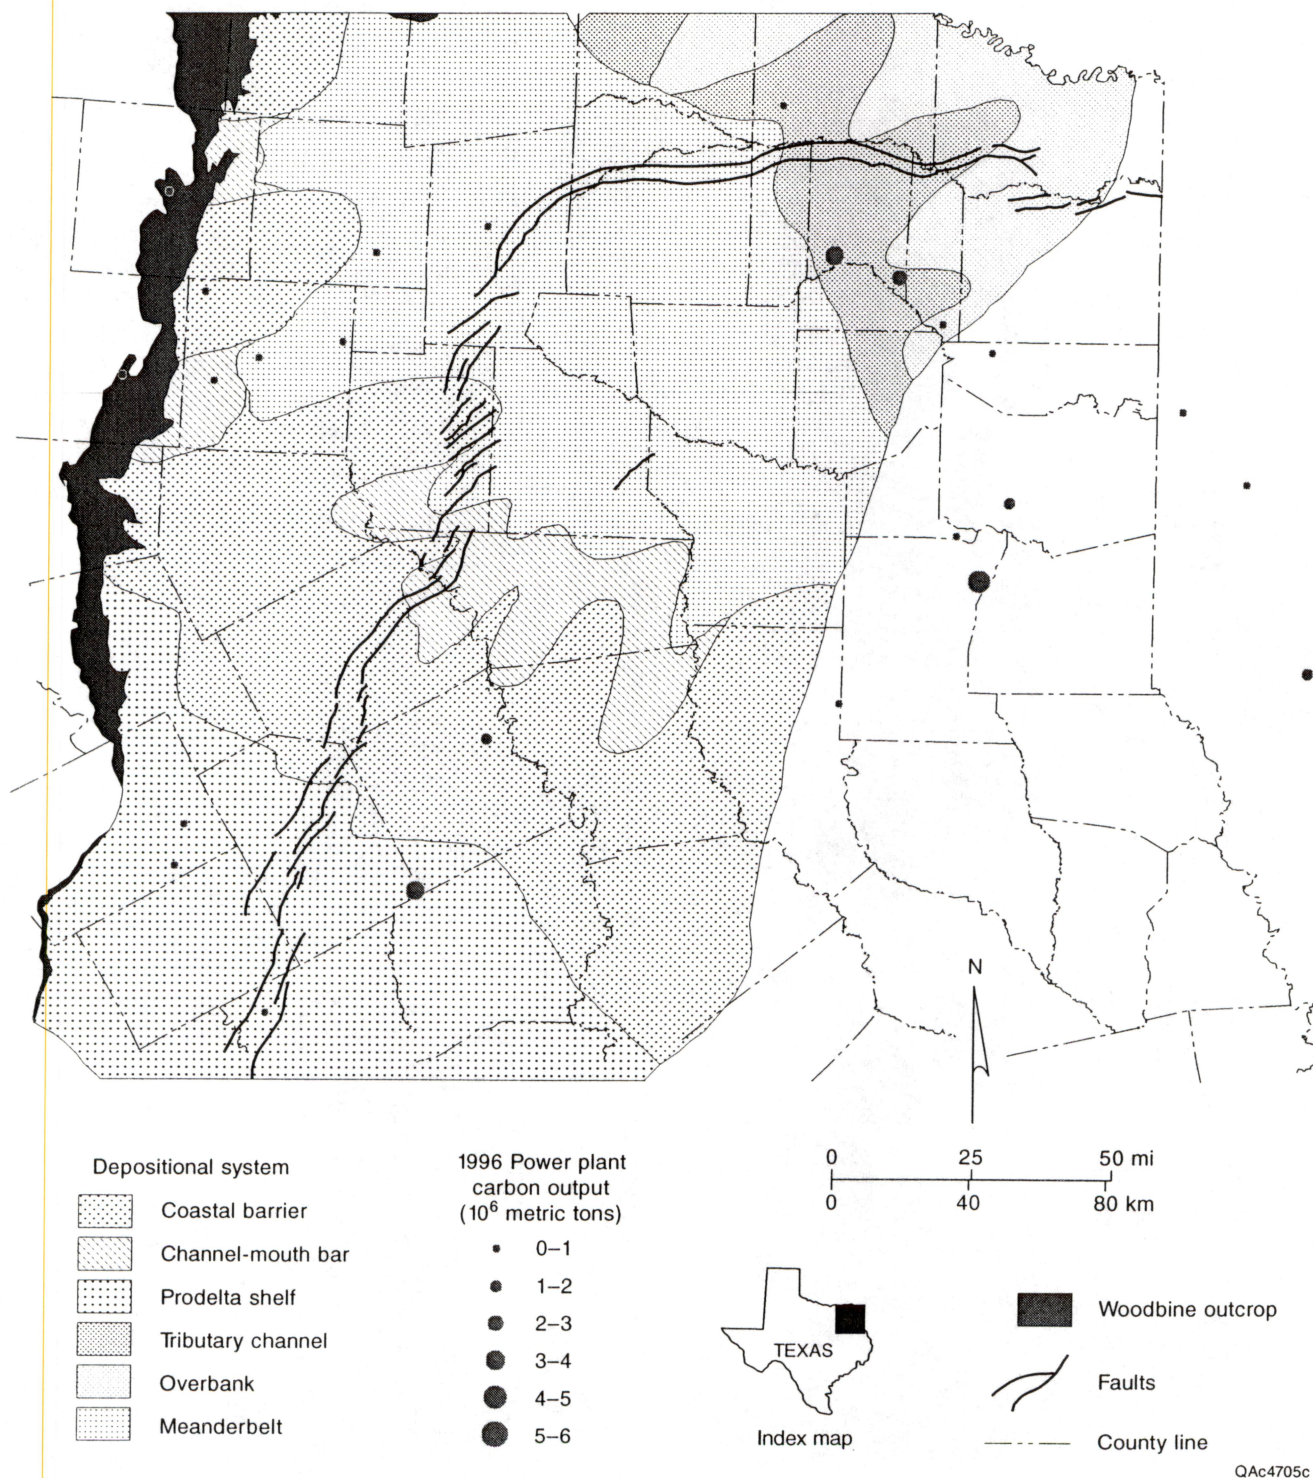 N
Depositional system
Coastal barrier
Channel-mouth bar
Prodelta shelf
Tributary channel
Overbank
Meanderbelt
1996 Power plant
carbon output
(10⁶ metric tons)
0–1
1–2
2–3
3–4
4–5
5–6
0 25 50 mi
0 40 80 km
TEXAS
Index map
Woodbine outcrop
Faults
County line
QAc4705c